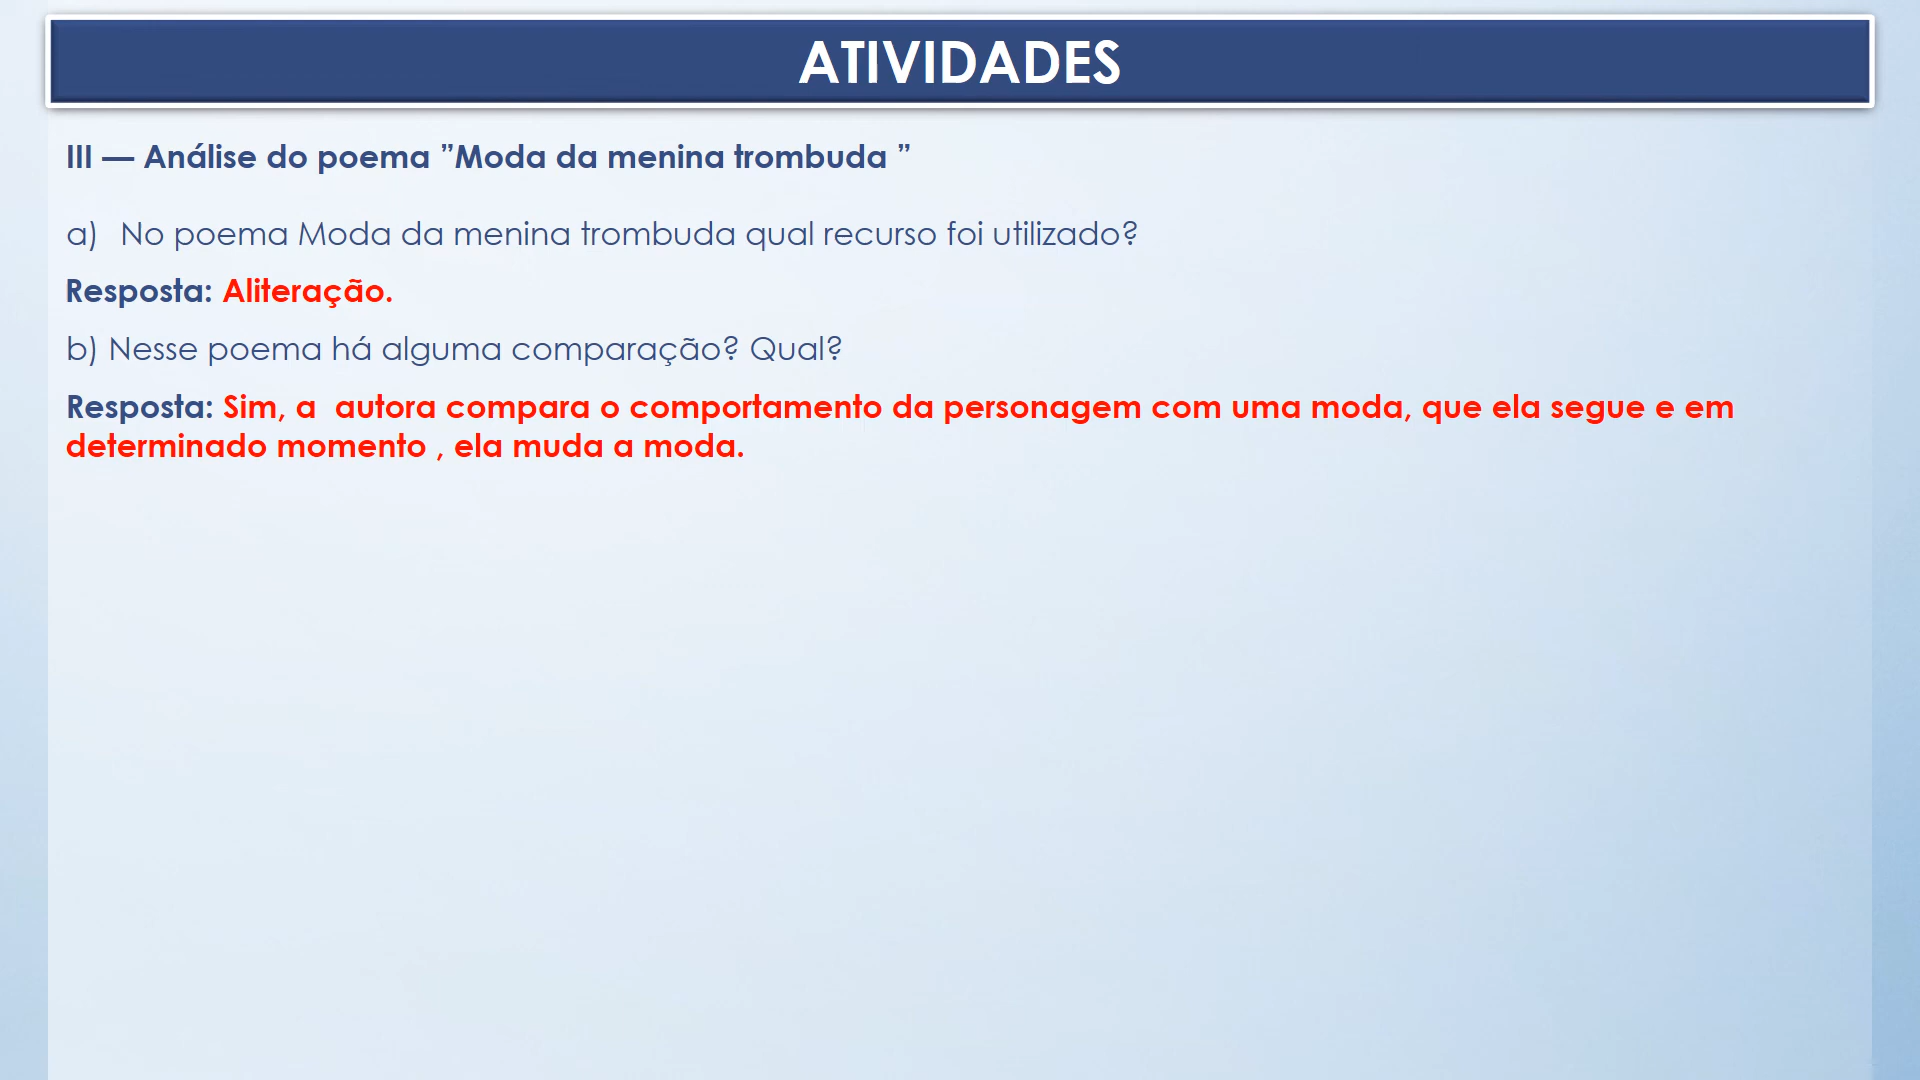 ATIVIDADES
III — Análise do poema ”Moda da menina trombuda ”
a) No poema Moda da menina trombuda qual recurso foi utilizado?
Resposta: Aliteração.
b) Nesse poema há alguma comparação? Qual?
Resposta: Sim, a  autora compara o comportamento da personagem com uma moda, que ela segue e em
determinado momento , ela muda a moda.